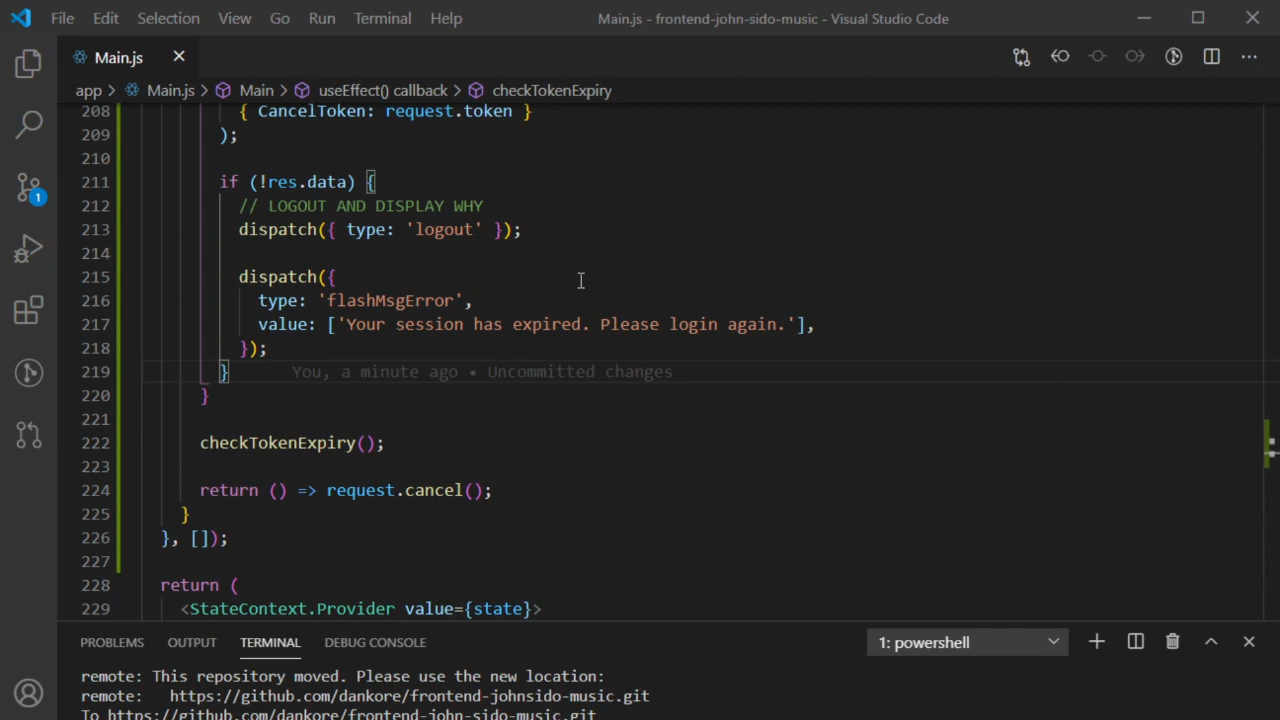 File Edit Selection View Go Run Terminal Help Main.js - frontend-john-sido-music - Visual Studio Code
Main.js
app > Main.js > Main > useEffect() callback > checkTokenExpiry
208 { CancelToken: request.token }
209 );
210
211 if (!res.data) {
212 // LOGOUT AND DISPLAY WHY
213 dispatch({ type: 'logout' });
214
215 dispatch({
216 type: 'flashMsgError',
217 value: ['Your session has expired. Please login again.'],
218 });
219 } You, a minute ago • Uncommitted changes
220 }
221
222 checkTokenExpiry();
223
224 return () => request.cancel();
225 }
226 }, []);
227
228 return (
229 <StateContext.Provider value={state}>
1
PROBLEMS OUTPUT TERMINAL DEBUG CONSOLE 1: powershell
remote: This repository moved. Please use the new location:
remote: https://github.com/dankore/frontend-johnsido-music.git
To https://github.com/dankore/frontend-john-sido-music.git